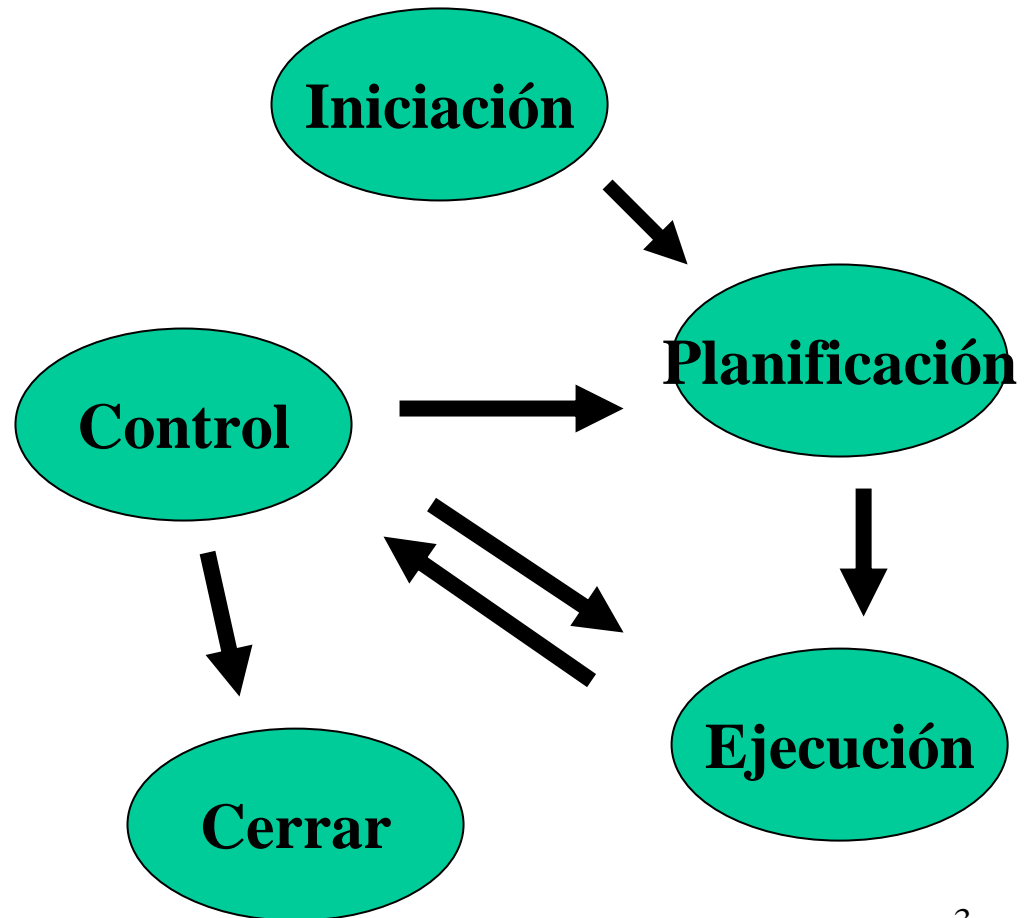 Iniciación
Planificación
Control
Ejecución
Cerrar